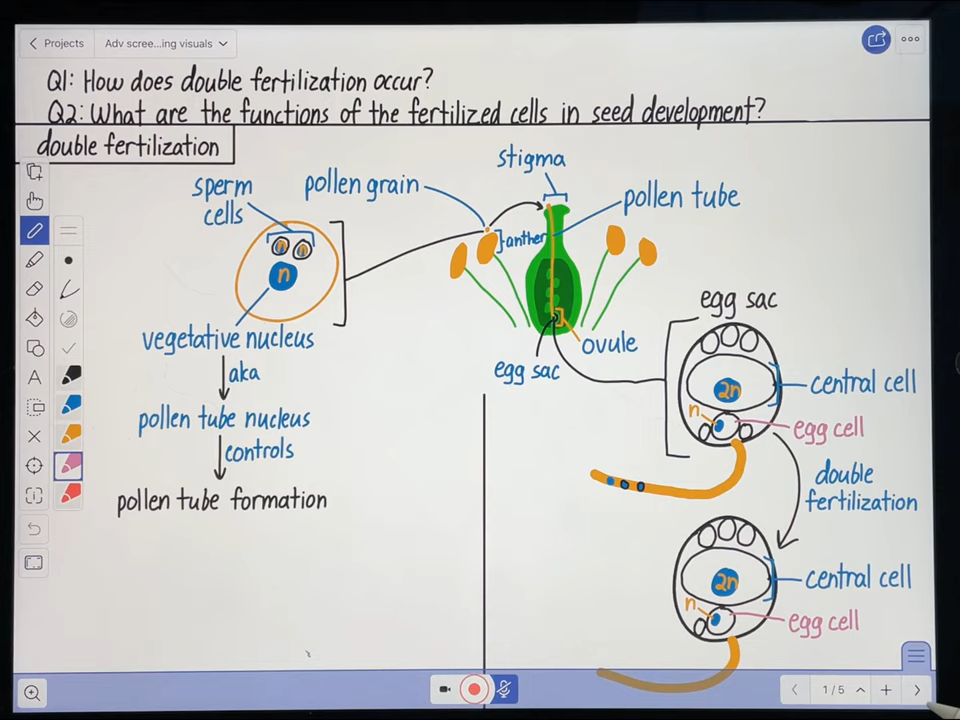 Projects
Adv scree...ing visuals
Q1: How does double fertilization occur?
Q2: What are the functions of the fertilized cells in seed development?
double fertilization
stigma
sperm
cells
pollen grain
pollen tube
anther
n
vegetative nucleus
aka
pollen tube nucleus
controls
pollen tube formation
egg sac
ovule
egg sac
2n
central cell
n
egg cell
double
fertilization
2n
central cell
n
egg cell
A
1/5